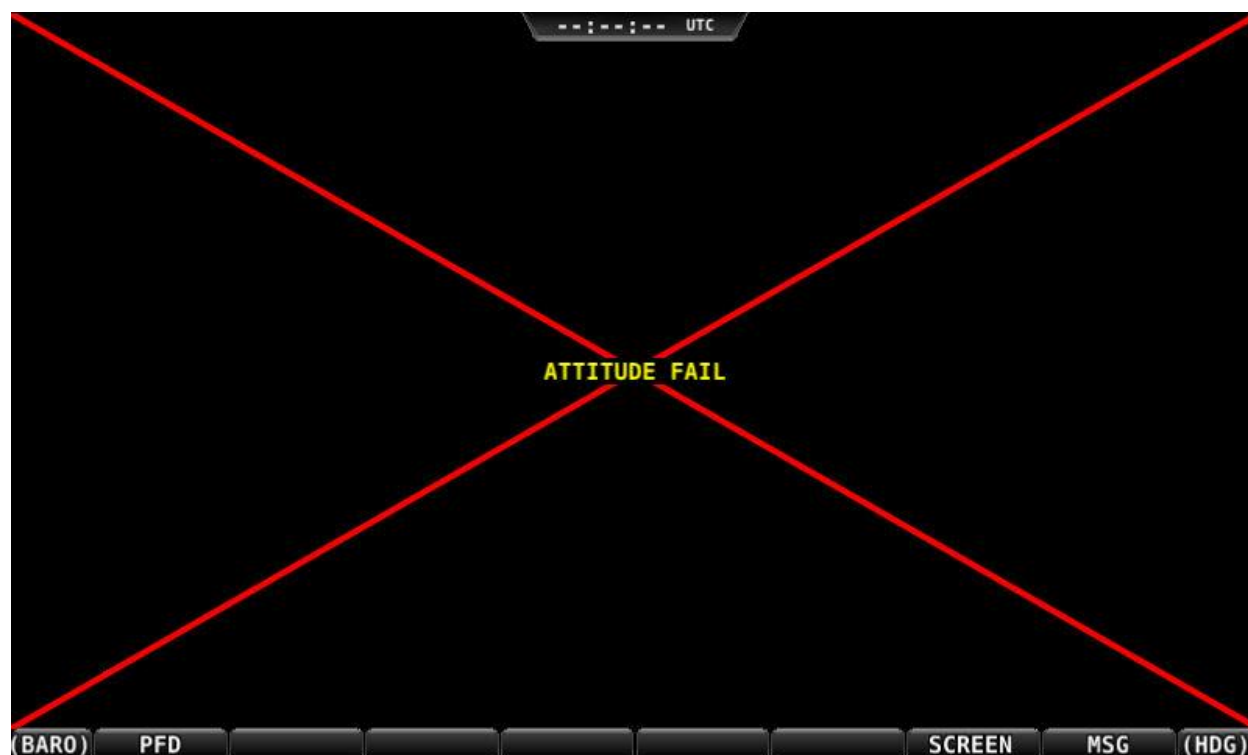 --:--:-- UTC
ATTITUDE FAIL
(BARO) PFD SCREEN MSG (HDG)